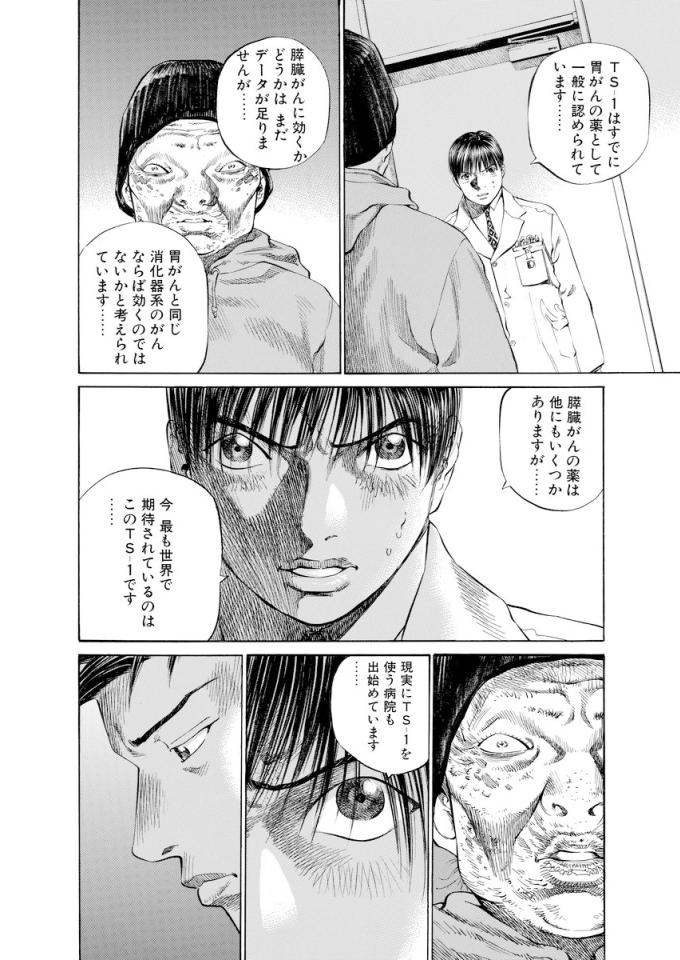 TS-1はすでに
胃がんの薬として
一般に認められて
います……
膵臓がんに効くか
どうかは まだ
データが足りま
せんが……
胃がんと同じ
消化器系のがん
ならば効くのでは
ないかと考えられ
ています……
膵臓がんの薬は
他にもいくつか
ありますが……
今 最も世界で
期待されているのは
このTS-1です
……
現実にTS-1を
使う病院も
出始めています
……